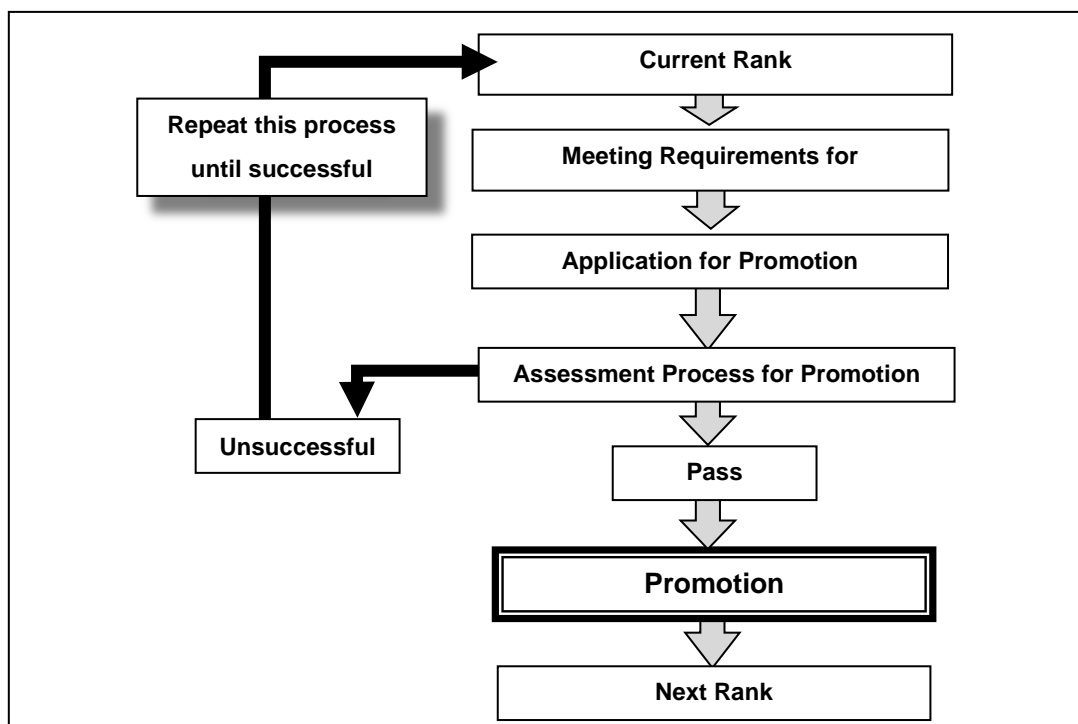 Current Rank
Repeat this process
until successful
Meeting Requirements for
Application for Promotion
Assessment Process for Promotion
Unsuccessful
Pass
Promotion
Next Rank